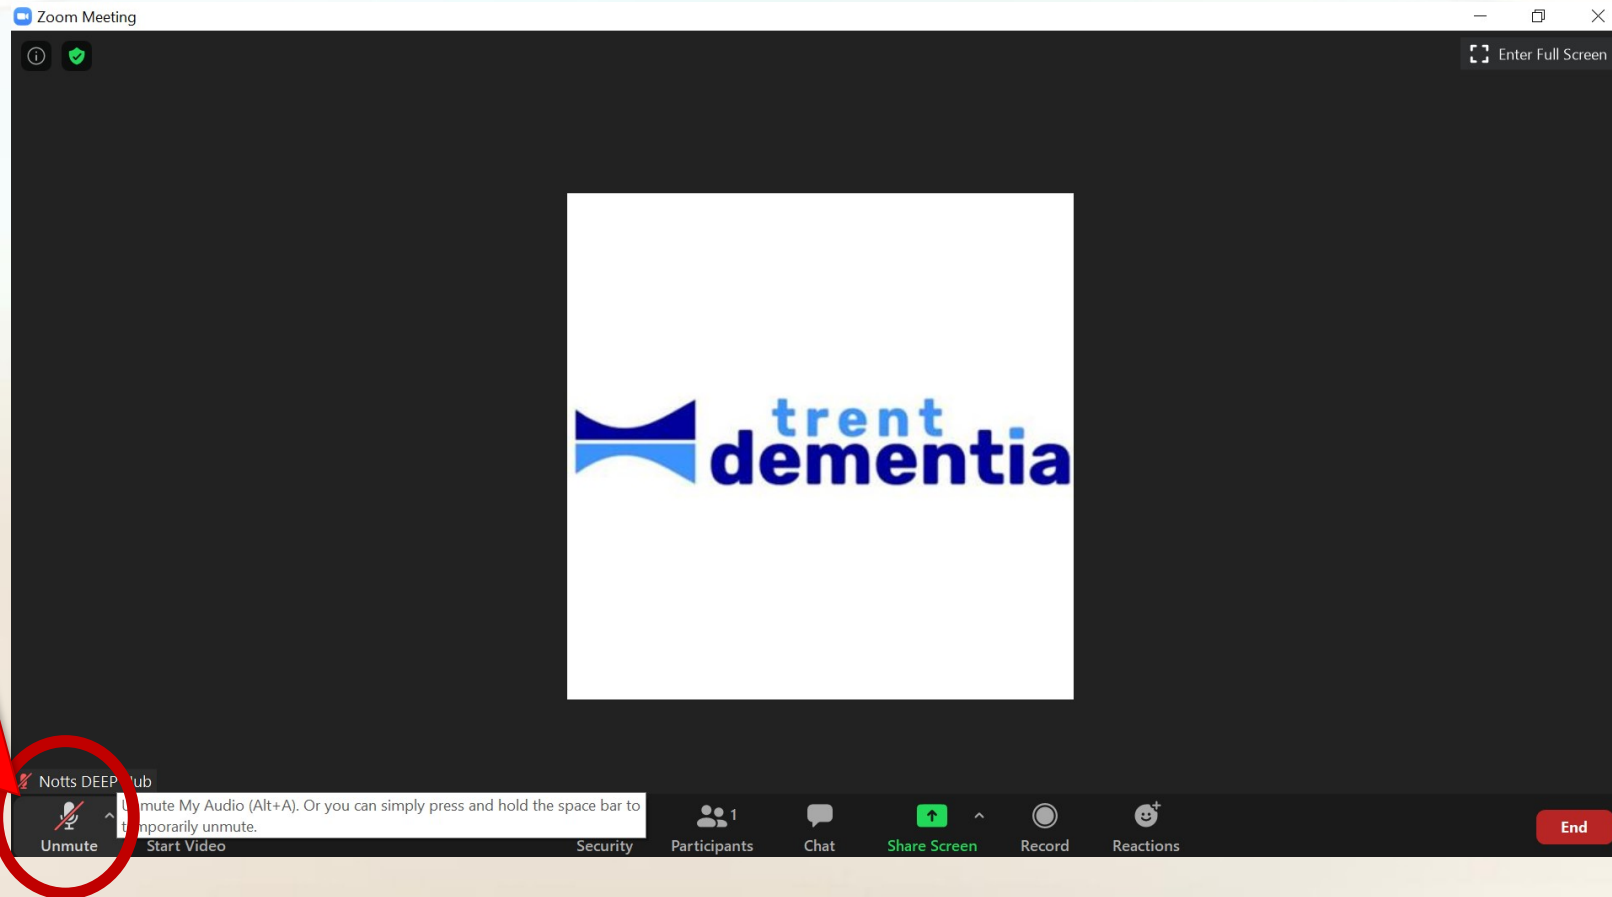 Zoom Meeting
Enter Full Screen
trent
dementia
Notts DEEP
mute My Audio (Alt+A). Or you can simply press and hold the space bar to
temporarily unmute.
1
Unmute
Start Video
Security
Participants
Chat
Share Screen
Record
Reactions
End